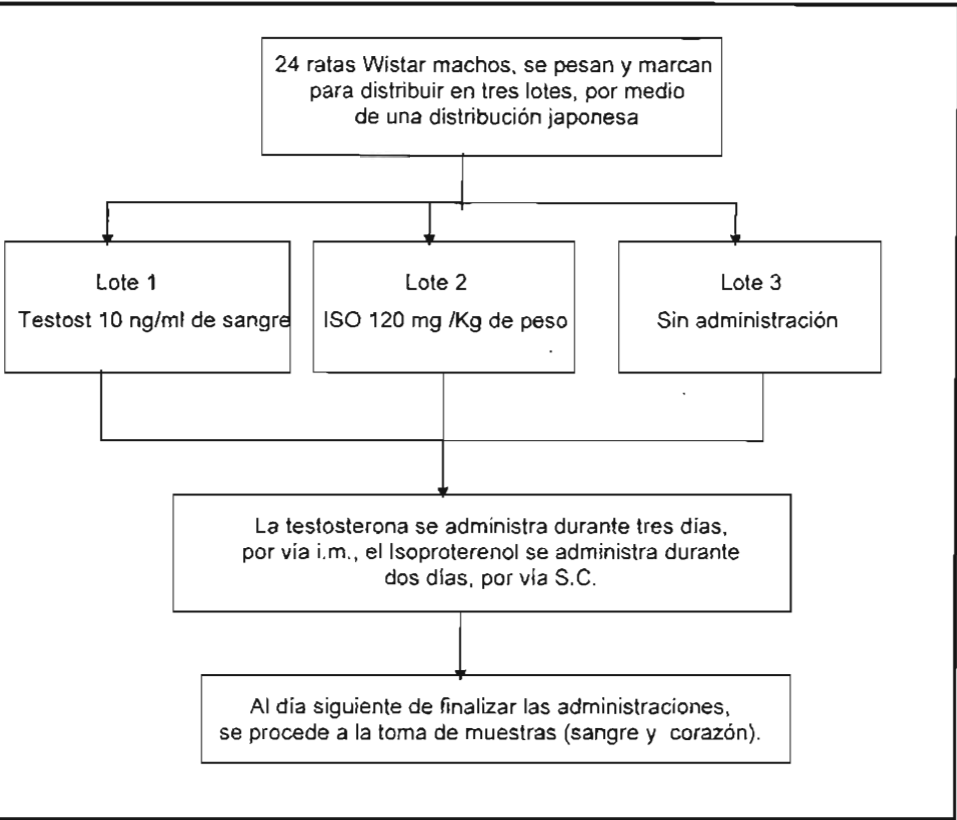 24 ratas Wistar machos, se pesan y marcan
para distribuir en tres lotes, por medio
de una distribución japonesa
Lote 1
Testost 10 ng/ml de sangre
Lote 2
ISO 120 mg /Kg de peso
Lote 3
Sin administración
La testosterona se administra durante tres días,
por vía i.m., el Isoproterenol se administra durante
dos días, por vía S.C.
Al día siguiente de finalizar las administraciones,
se procede a la toma de muestras (sangre y corazón).